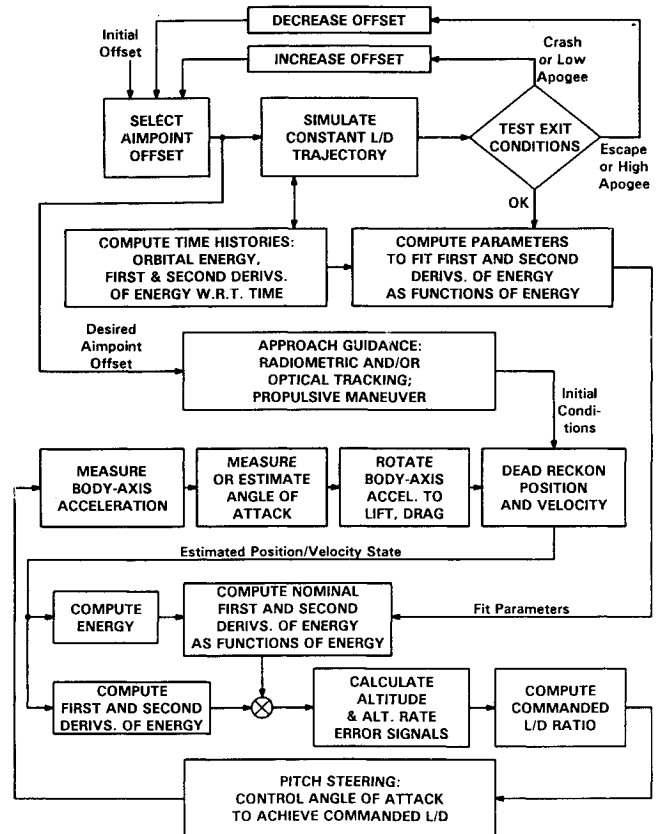 DECREASE OFFSET
Initial
Offset
INCREASE OFFSET
Crash
or Low
Apogee
SELECT
AIMPOINT
OFFSET
SIMULATE
CONSTANT L/D
TRAJECTORY
TEST EXIT
CONDITIONS
Escape
or High
Apogee
OK
COMPUTE TIME HISTORIES:
ORBITAL ENERGY,
FIRST & SECOND DERIVS.
OF ENERGY W.R.T. TIME
COMPUTE PARAMETERS
TO FIT FIRST AND SECOND
DERIVS. OF ENERGY
AS FUNCTIONS OF ENERGY
Desired
Aimpoint
Offset
APPROACH GUIDANCE:
RADIOMETRIC AND/OR
OPTICAL TRACKING;
PROPULSIVE MANEUVER
Initial
Condi-
tions
MEASURE
BODY-AXIS
ACCELERATION
MEASURE
OR ESTIMATE
ANGLE OF
ATTACK
ROTATE
BODY-AXIS
ACCEL. TO
LIFT, DRAG
DEAD RECKON
POSITION
AND VELOCITY
Estimated Position/Velocity State
COMPUTE
ENERGY
COMPUTE NOMINAL
FIRST AND SECOND
DERIVS. OF ENERGY
AS FUNCTIONS OF ENERGY
Fit Parameters
COMPUTE
FIRST AND SECOND
DERIVS. OF ENERGY
CALCULATE
ALTITUDE
& ALT. RATE
ERROR SIGNALS
COMPUTE
COMMANDED
L/D RATIO
PITCH STEERING:
CONTROL ANGLE OF ATTACK
TO ACHIEVE COMMANDED L/D